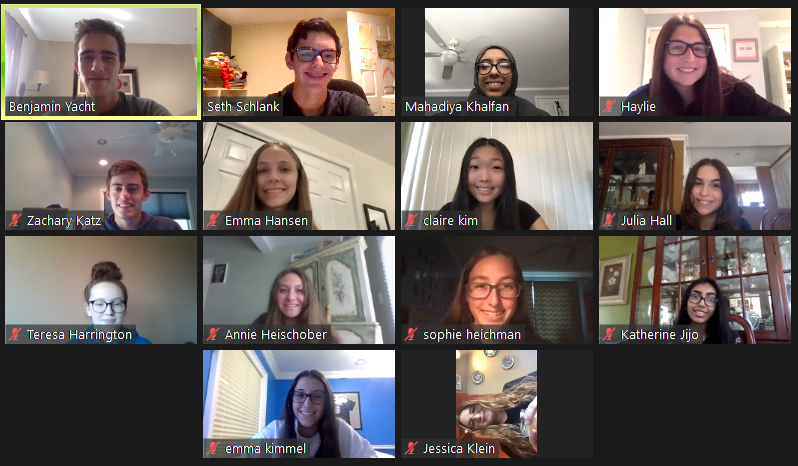 Benjamin Yacht
Seth Schlank
Mahadiya Khalfan
Haylie
Zachary Katz
Emma Hansen
claire kim
Julia Hall
Teresa Harrington
Annie Heischober
sophie heichman
Katherine Jijo
emma kimmel
Jessica Klein